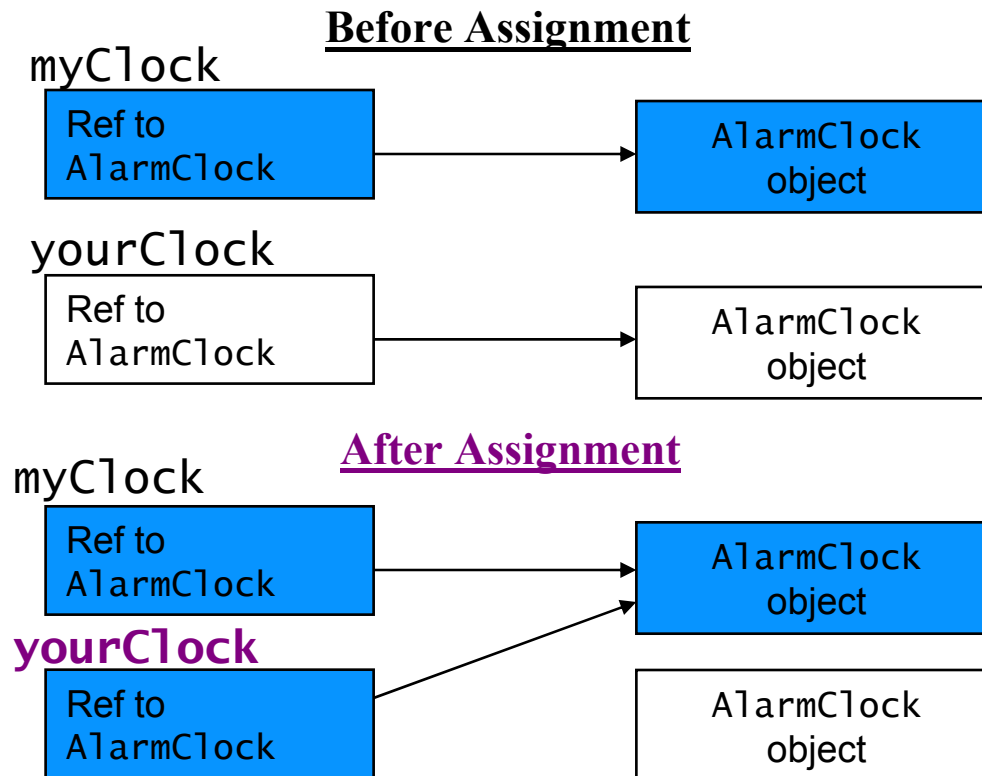 Before Assignment
myClock
Ref to
AlarmClock
AlarmClock
object
yourClock
Ref to
AlarmClock
AlarmClock
object
After Assignment
myClock
Ref to
AlarmClock
AlarmClock
object
yourClock
Ref to
AlarmClock
AlarmClock
object